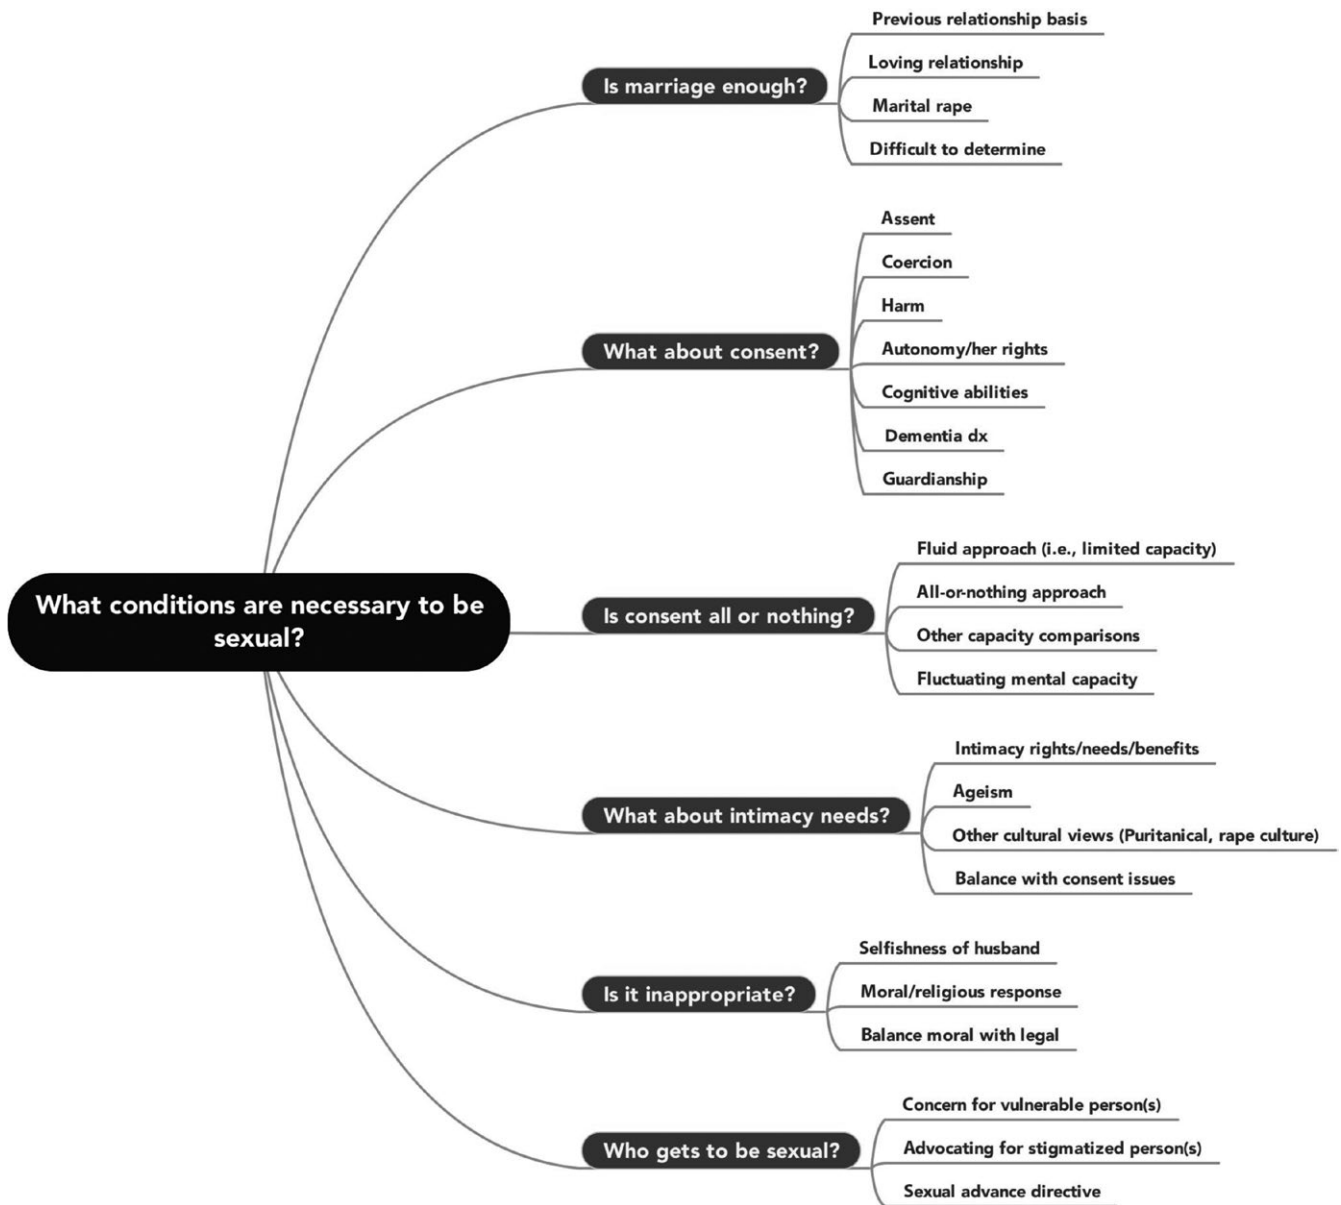 Previous relationship basis
Loving relationship
Is marriage enough?
Marital rape
Difficult to determine
Assent
Coercion
Harm
What about consent?
Autonomy/her rights
Cognitive abilities
Dementia dx
Guardianship
What conditions are necessary to be
sexual?
Fluid approach (i.e., limited capacity)
All-or-nothing approach
Is consent all or nothing?
Other capacity comparisons
Fluctuating mental capacity
Intimacy rights/needs/benefits
Ageism
What about intimacy needs?
Other cultural views (Puritanical, rape culture)
Balance with consent issues
Selfishness of husband
Is it inappropriate?
Moral/religious response
Balance moral with legal
Concern for vulnerable person(s)
Who gets to be sexual?
Advocating for stigmatized person(s)
Sexual advance directive